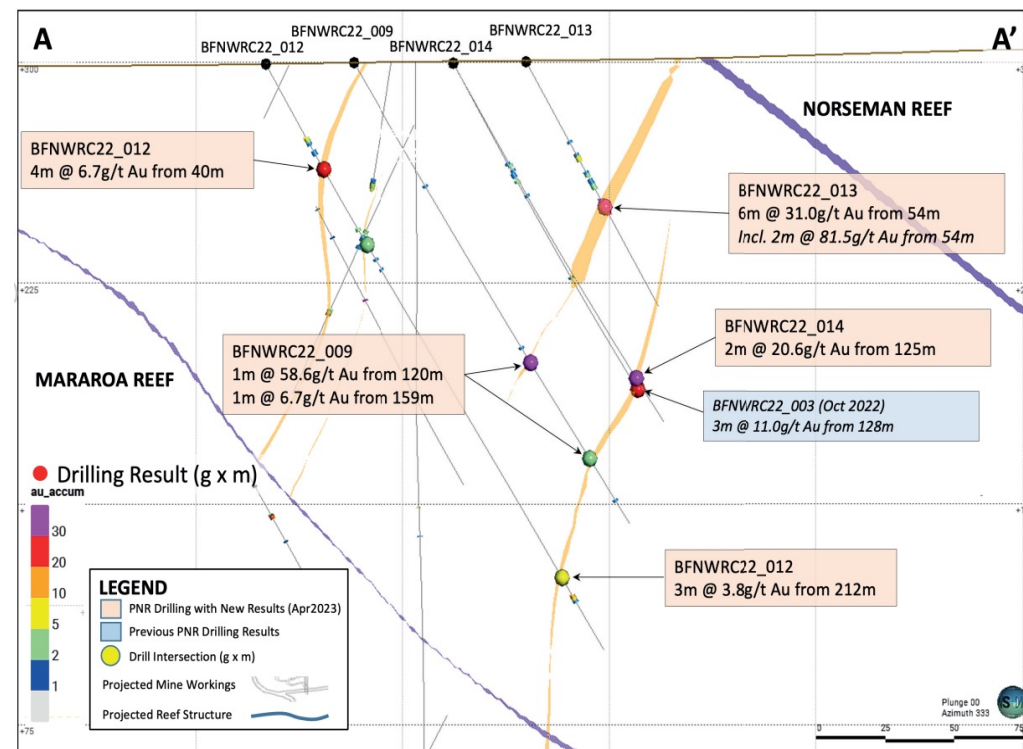 A
A'
BFNWRC22_009
BFNWRC22_012
BFNWRC22_014
BFNWRC22_013
+300
NORSEMAN REEF
BFNWRC22_012
4m @ 6.7g/t Au from 40m
BFNWRC22_013
6m @ 31.0g/t Au from 54m
Incl. 2m @ 81.5g/t Au from 54m
+225
BFNWRC22_009
1m @ 58.6g/t Au from 120m
1m @ 6.7g/t Au from 159m
BFNWRC22_014
2m @ 20.6g/t Au from 125m
MARAROA REEF
BFNWRC22_003 (Oct 2022)
3m @ 11.0g/t Au from 128m
Drilling Result (g x m)
au_accum
30
20
10
5
2
1
BFNWRC22_012
3m @ 3.8g/t Au from 212m
LEGEND
PNR Drilling with New Results (Apr2023)
Previous PNR Drilling Results
Drill Intersection (g x m)
Projected Mine Workings
Projected Reef Structure
+75
Plunge 00
Azimuth 333
0 25 50 75